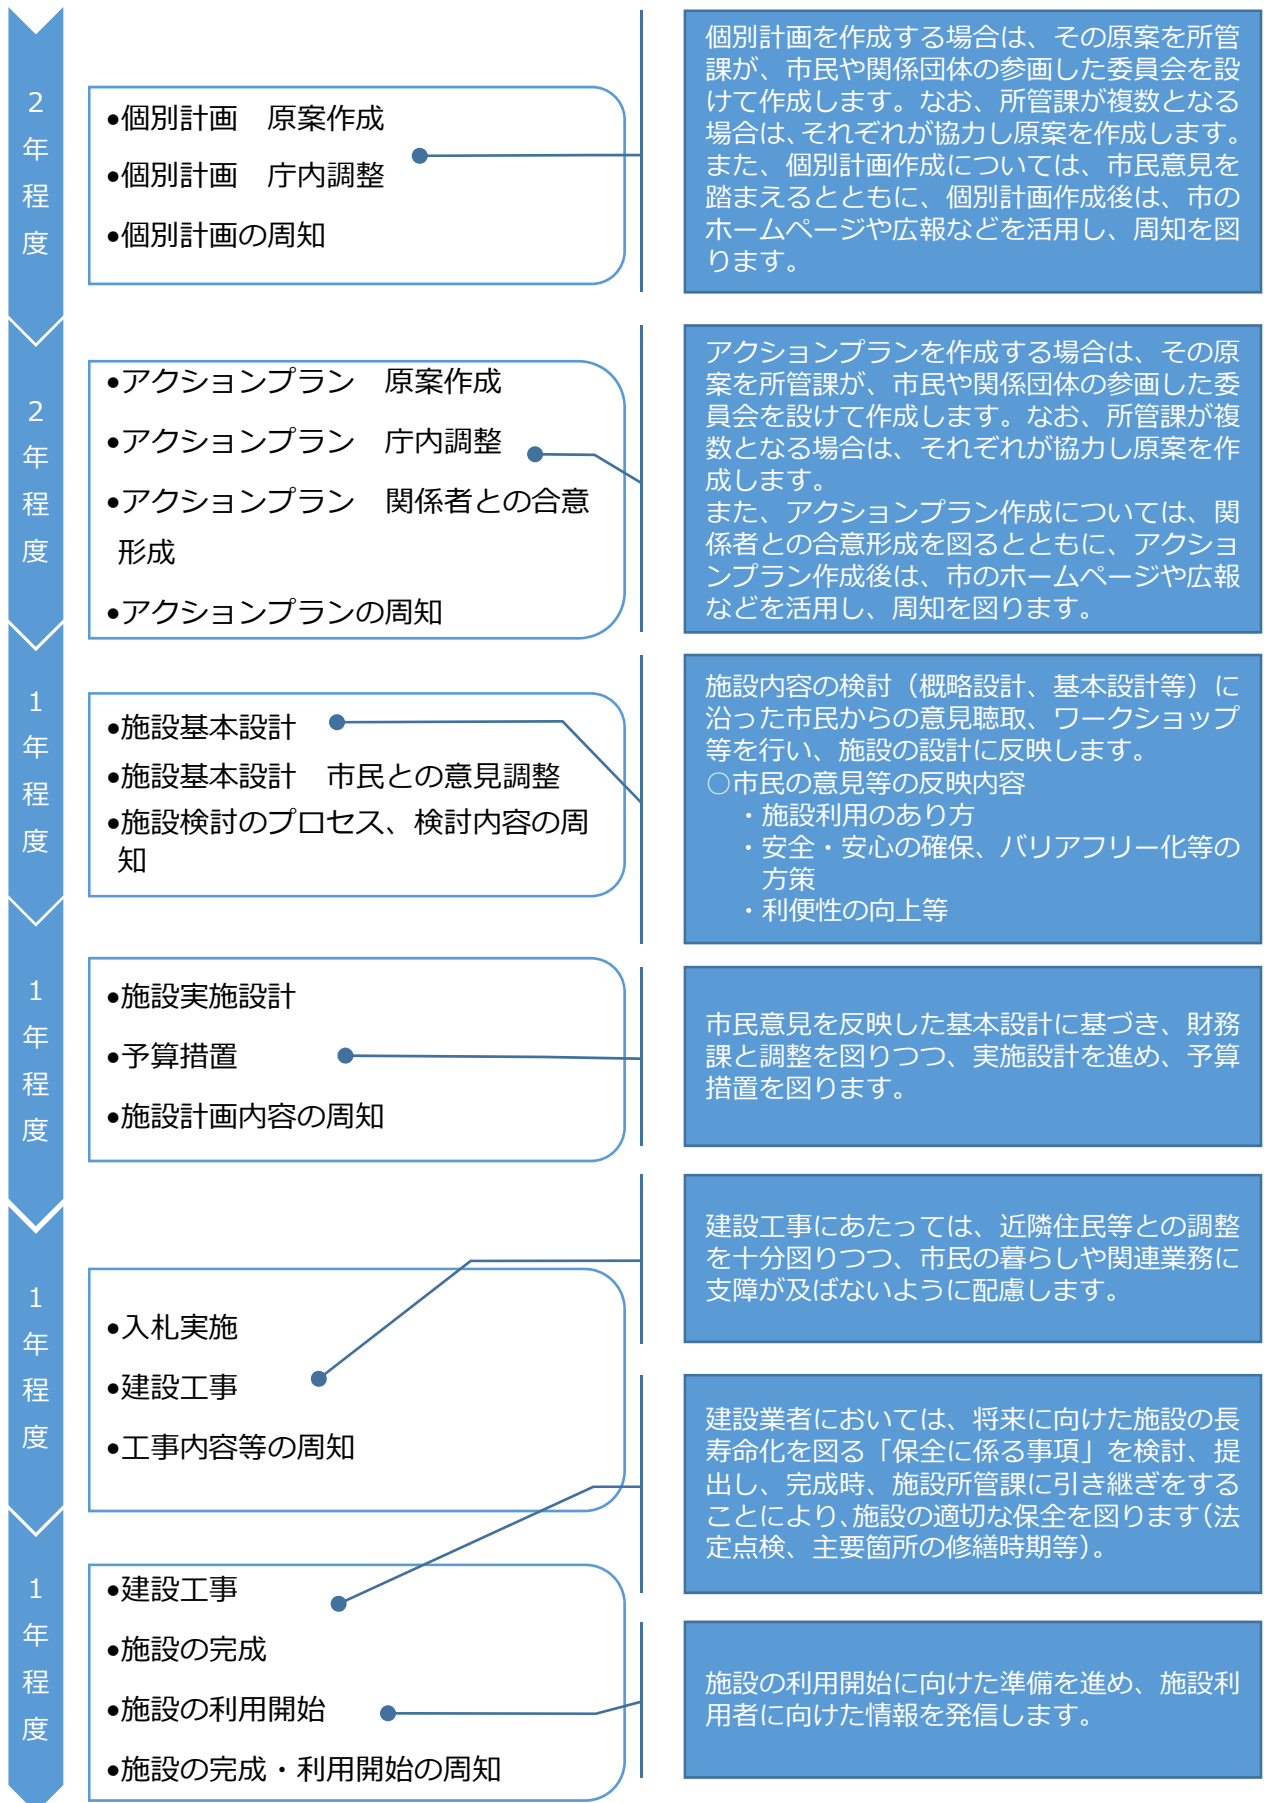 2年程度
•個別計画　原案作成
•個別計画　庁内調整
•個別計画の周知
個別計画を作成する場合は、その原案を所管
課が、市民や関係団体の参画した委員会を設
けて作成します。なお、所管課が複数となる
場合は、それぞれが協力し原案を作成します。
また、個別計画作成については、市民意見を
踏まえるとともに、個別計画作成後は、市の
ホームページや広報などを活用し、周知を図
ります。
2年程度
•アクションプラン　原案作成
•アクションプラン　庁内調整
•アクションプラン　関係者との合意
形成
•アクションプランの周知
アクションプランを作成する場合は、その原
案を所管課が、市民や関係団体の参画した委
員会を設けて作成します。なお、所管課が複
数となる場合は、それぞれが協力し原案を作
成します。
また、アクションプラン作成については、関
係者との合意形成を図るとともに、アクショ
ンプラン作成後は、市のホームページや広報
などを活用し、周知を図ります。
1年程度
•施設基本設計
•施設基本設計　市民との意見調整
•施設検討のプロセス、検討内容の周
知
施設内容の検討（概略設計、基本設計等）に
沿った市民からの意見聴取、ワークショップ
等を行い、施設の設計に反映します。
○市民の意見等の反映内容
・施設利用のあり方
・安全・安心の確保、バリアフリー化等の
方策
・利便性の向上等
1年程度
•施設実施設計
•予算措置
•施設計画内容の周知
市民意見を反映した基本設計に基づき、財務
課と調整を図りつつ、実施設計を進め、予算
措置を図ります。
1年程度
•入札実施
•建設工事
•工事内容等の周知
建設工事にあたっては、近隣住民等との調整
を十分図りつつ、市民の暮らしや関連業務に
支障が及ばないように配慮します。
建設業者においては、将来に向けた施設の長
寿命化を図る「保全に係る事項」を検討、提
出し、完成時、施設所管課に引き継ぎをする
ことにより、施設の適切な保全を図ります（法
定点検、主要箇所の修繕時期等）。
1年程度
•建設工事
•施設の完成
•施設の利用開始
•施設の完成・利用開始の周知
施設の利用開始に向けた準備を進め、施設利
用者に向けた情報を発信します。